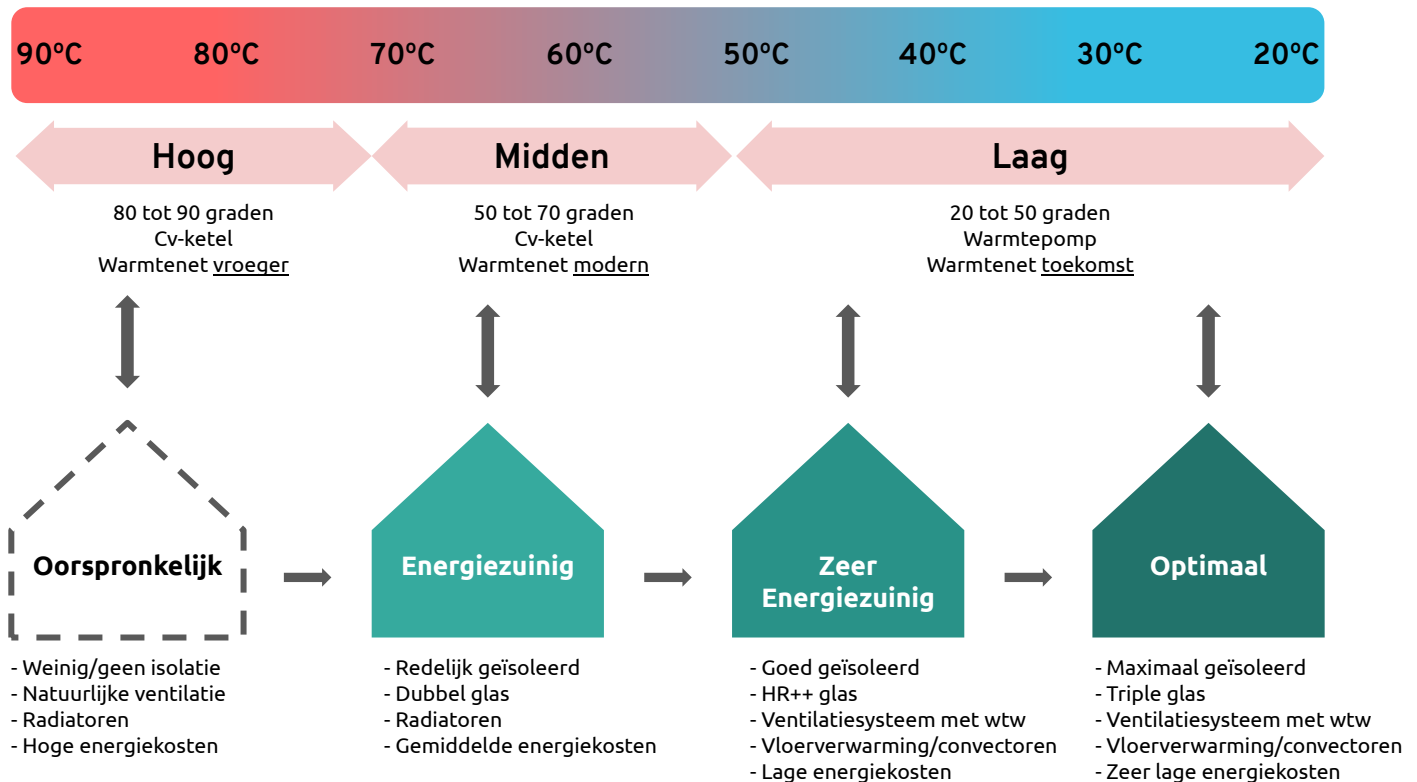 90°C 80°C 70°C 60°C 50°C 40°C 30°C 20°C
Hoog
80 tot 90 graden
Cv-ketel
Warmtenet vroeger
Midden
50 tot 70 graden
Cv-ketel
Warmtenet modern
Laag
20 tot 50 graden
Warmtepomp
Warmtenet toekomst
Oorspronkelijk
- Weinig/geen isolatie
- Natuurlijke ventilatie
- Radiatoren
- Hoge energiekosten
Energiezuinig
- Redelijk geïsoleerd
- Dubbel glas
- Radiatoren
- Gemiddelde energiekosten
Zeer
Energiezuinig
- Goed geïsoleerd
- HR++ glas
- Ventilatiesysteem met wtw
- Vloerverwarming/convectoren
- Lage energiekosten
Optimaal
- Maximaal geïsoleerd
- Triple glas
- Ventilatiesysteem met wtw
- Vloerverwarming/convectoren
- Zeer lage energiekosten